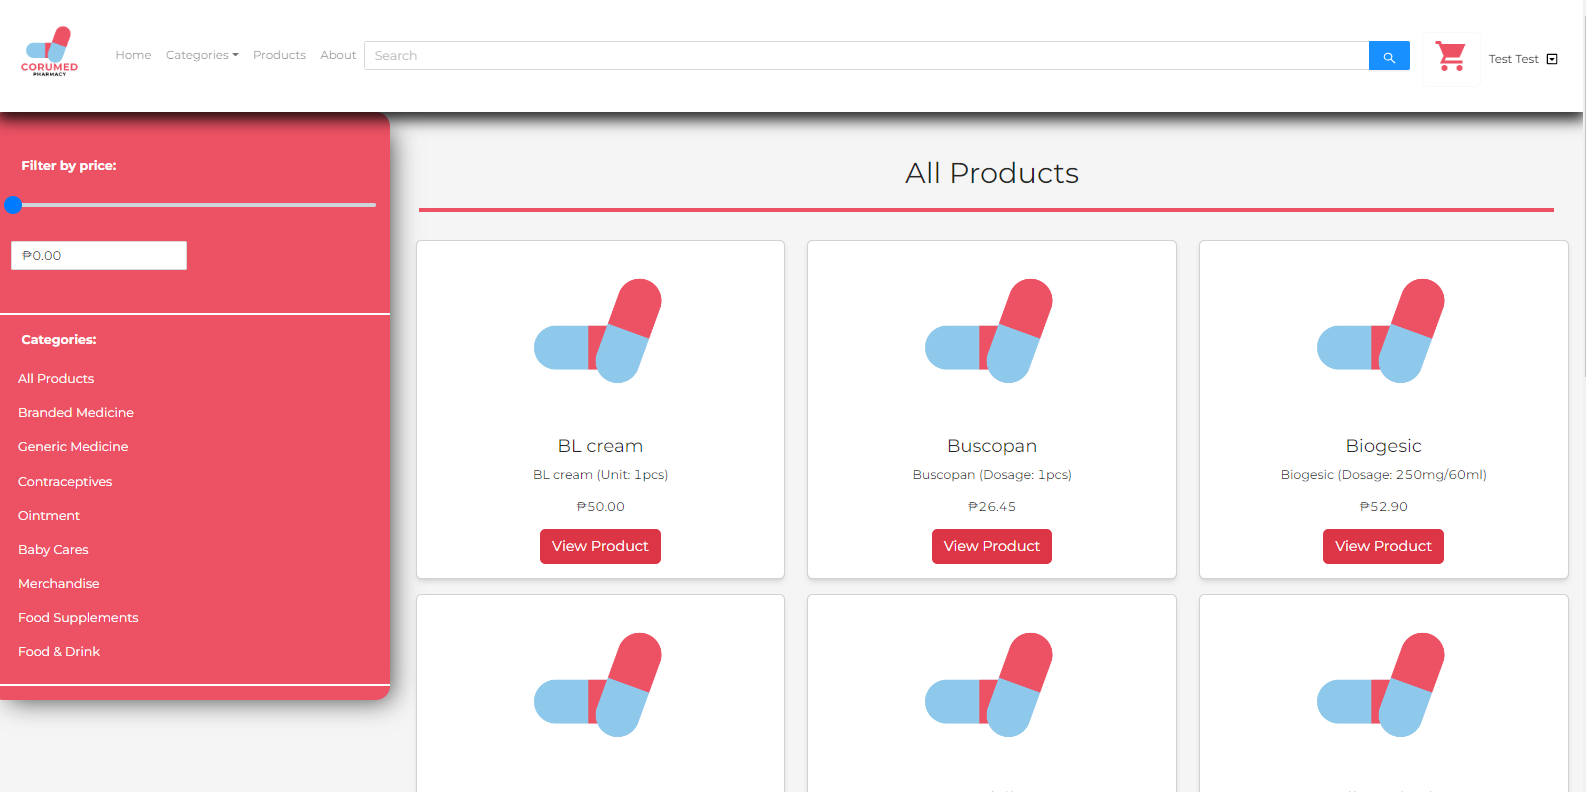 CORUMED
PHARMACY
Home Categories Products About Search Test Test
Filter by price:
₱0.00
Categories:
All Products
Branded Medicine
Generic Medicine
Contraceptives
Ointment
Baby Cares
Merchandise
Food Supplements
Food & Drink
All Products
BL cream Buscopan Biogesic
BL cream (Unit: 1pcs) Buscopan (Dosage: 1pcs) Biogesic (Dosage: 250mg/60ml)
₱50.00 ₱26.45 ₱52.90
View Product View Product View Product